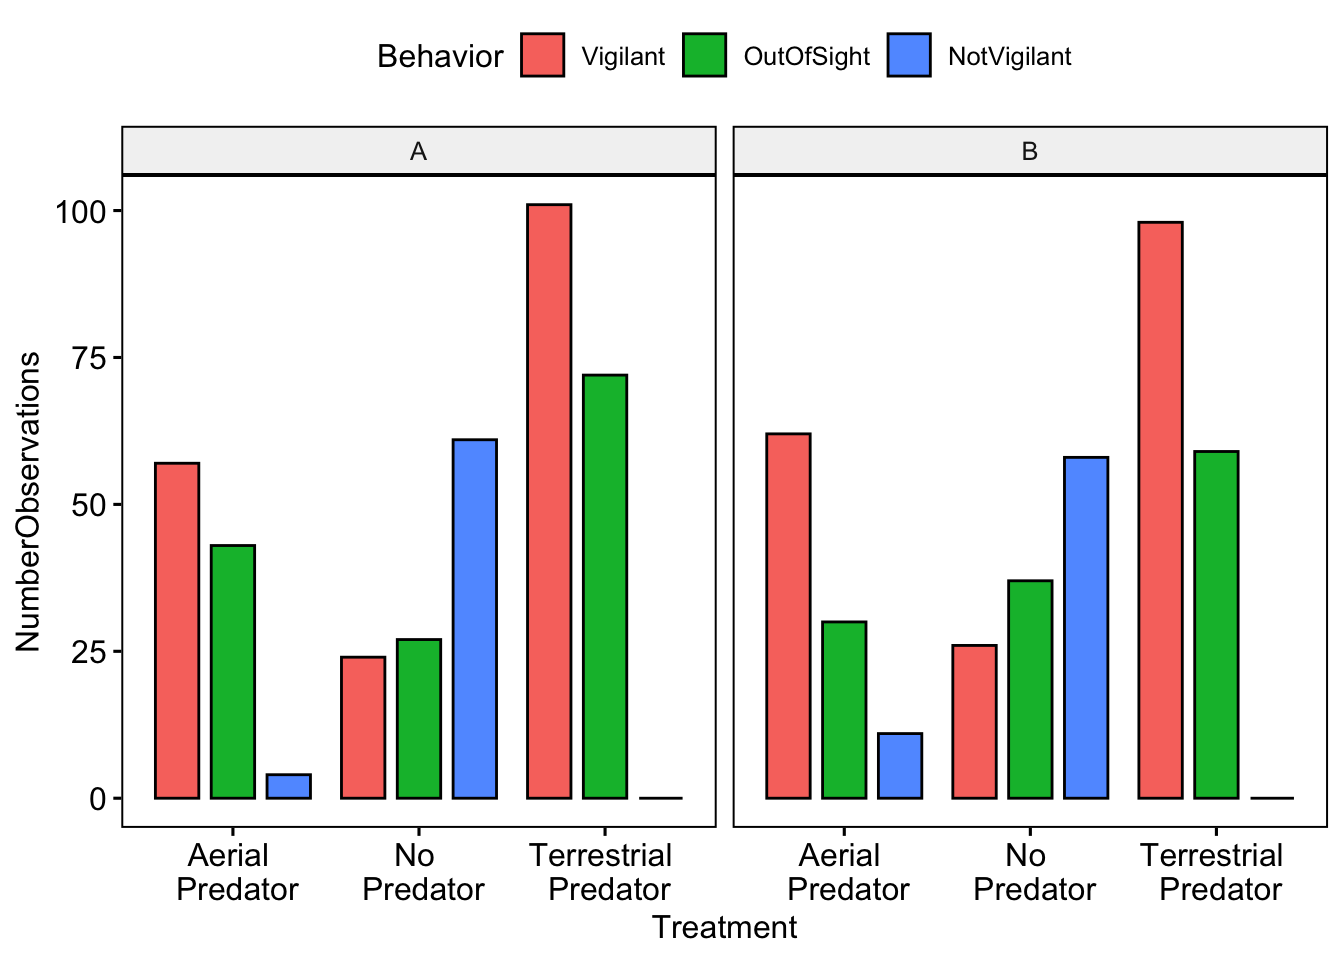 Behavior Vigilant OutOfSight NotVigilant
A B
NumberObservations
100
75
50
25
0
Aerial No Terrestrial Aerial No Terrestrial
Predator Predator Predator Predator Predator Predator
Treatment